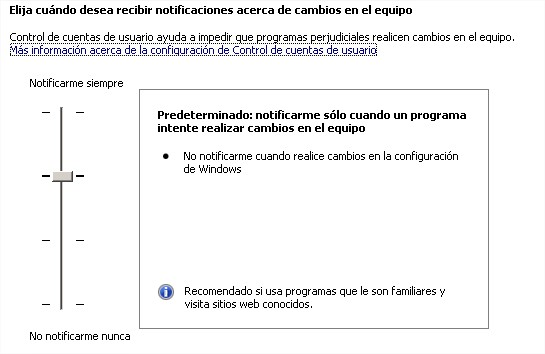 Elija cuándo desea recibir notificaciones acerca de cambios en el equipo
Control de cuentas de usuario ayuda a impedir que programas perjudiciales realicen cambios en el equipo.
Más información acerca de la configuración de Control de cuentas de usuario
Notificarme siempre
Predeterminado: notificarme sólo cuando un programa
intente realizar cambios en el equipo
● No notificarme cuando realice cambios en la configuración
de Windows
Recomendado si usa programas que le son familiares y
visita sitios web conocidos.
No notificarme nunca